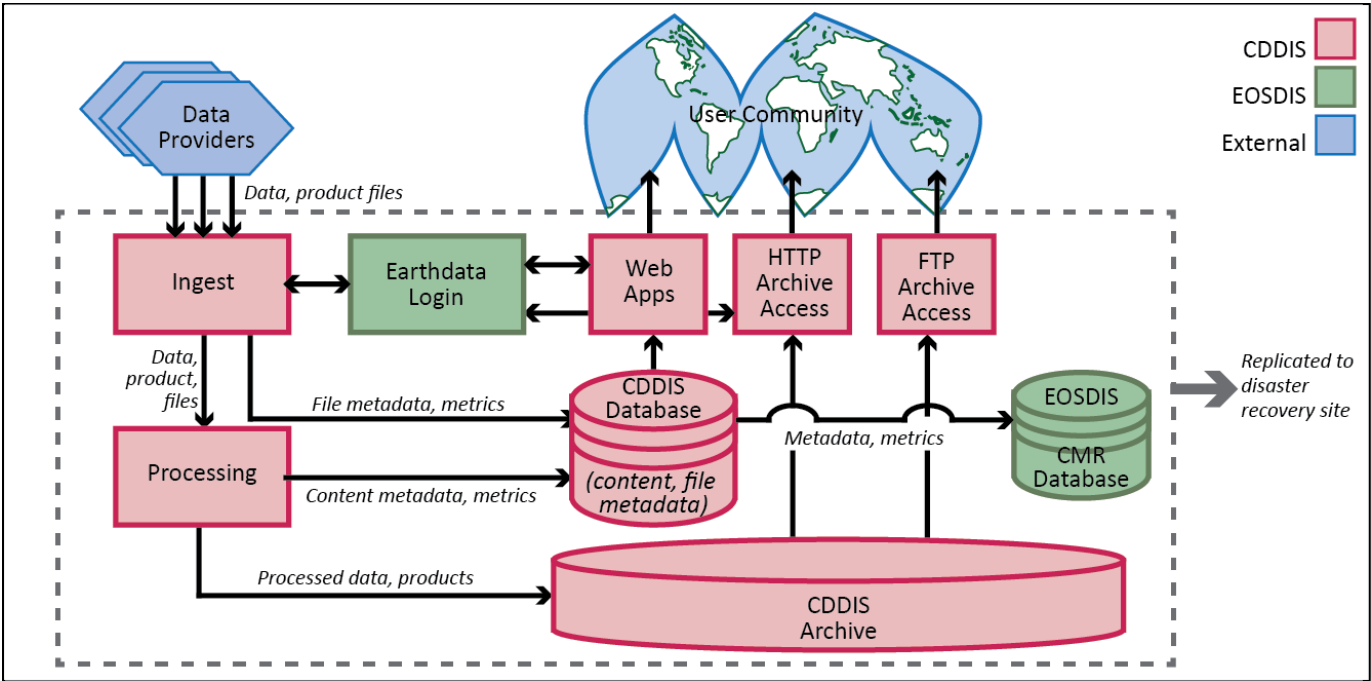 CDDIS
EOSDIS
External
Data
Providers
Data, product files
User Community
Ingest
Earthdata
Login
Web
Apps
HTTP
Archive
Access
FTP
Archive
Access
Data,
product,
files
File metadata, metrics
CDDIS
Database
(content, file
metadata)
Metadata, metrics
EOSDIS
CMR
Database
Replicated to
disaster
recovery site
Processing
Content metadata, metrics
Processed data, products
CDDIS
Archive